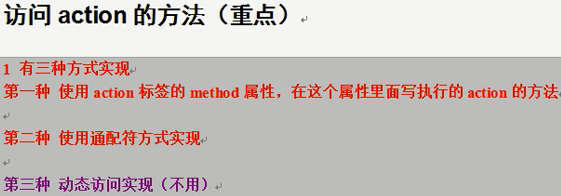 访问 action 的方法（重点）
1 有三种方式实现
第一种 使用 action 标签的 method 属性，在这个属性里面写执行的 action 的方法
第二种 使用通配符方式实现
第三种 动态访问实现（不用）